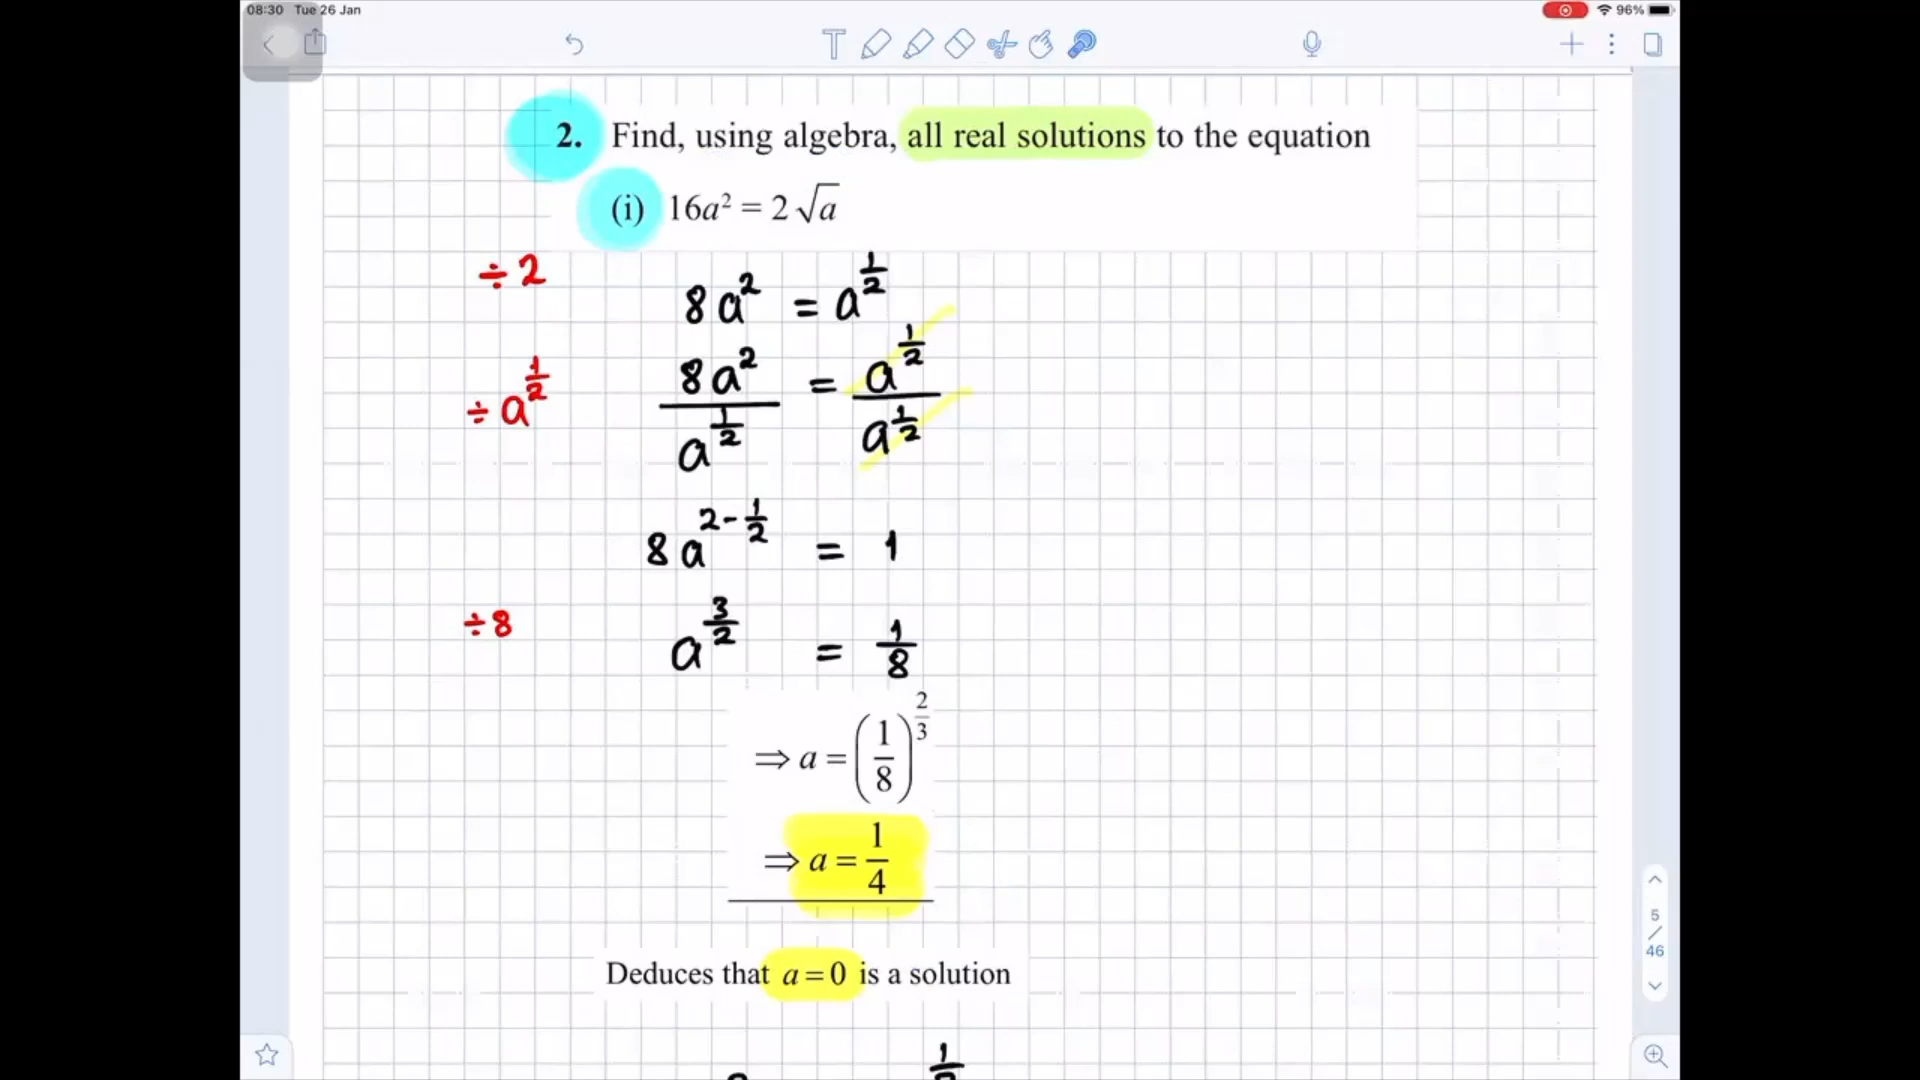 08:30 Tue 26 Jan
96%
2. Find, using algebra, all real solutions to the equation
(i) 16a² = 2√a
÷2
8a² = a^(1/2)
÷a^(1/2)
8a²/a^(1/2) = a^(1/2)/a^(1/2)
8a^(2-1/2) = 1
÷8
a^(3/2) = 1/8
⇒ a = (1/8)^(2/3)
⇒ a = 1/4
Deduces that a = 0 is a solution
5
/
46